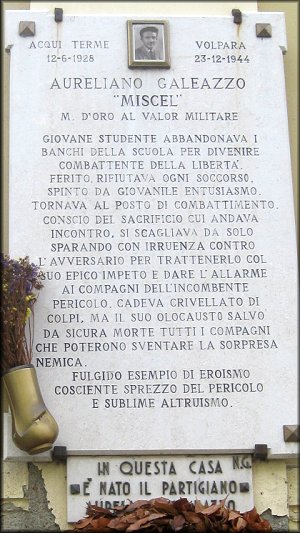 ACQUI TERME VOLPARA
12-6-1928 23-12-1944
AURELIANO GALEAZZO
"MISCEL"
M. D'ORO AL VALOR MILITARE
GIOVANE STUDENTE ABBANDONAVA I
BANCHI DELLA SCUOLA PER DIVENIRE
COMBATTENTE DELLA LIBERTÀ.
FERITO, RIFIUTAVA OGNI SOCCORSO.
SPINTO DA GIOVANILE ENTUSIASMO.
TORNAVA AL POSTO DI COMBATTIMENTO.
CONSCIO DEL SACRIFICIO CUI ANDAVA
INCONTRO, SI SCAGLIAVA DA SOLO
SPARANDO CON IRRUENZA CONTRO
L'AVVERSARIO PER TRATTENERLO COL
SUO EPICO IMPETO E DARE L'ALLARME
AI COMPAGNI DELL'INCOMBENTE
PERICOLO. CADEVA CRIVELLATO DI
COLPI, MA IL SUO OLOCAUSTO SALVÒ
DA SICURA MORTE TUTTI I COMPAGNI
CHE POTERONO SVENTARE LA SORPRESA
NEMICA.
FULGIDO ESEMPIO DI EROISMO
COSCIENTE SPREZZO DEL PERICOLO
E SUBLIME ALTRUISMO.
IN QUESTA CASA N.G.
È NATO IL PARTIGIANO
AURELIANO GALEAZZO